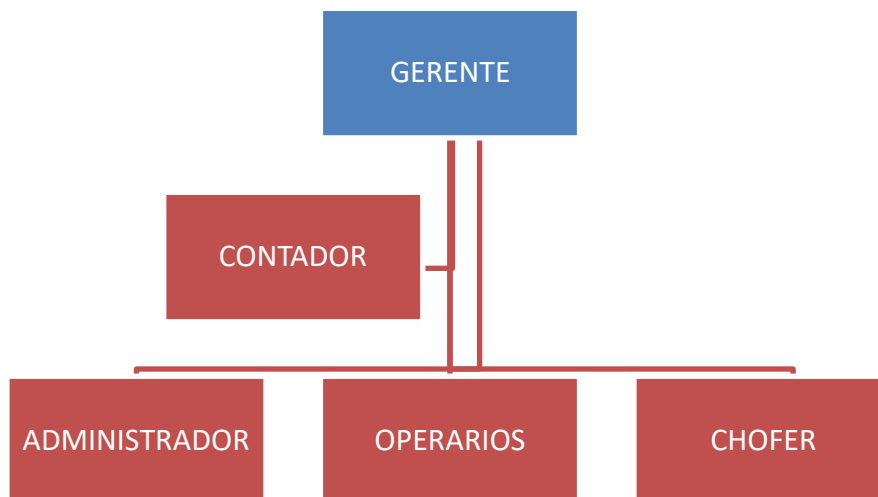 GERENTE
CONTADOR
ADMINISTRADOR
OPERARIOS
CHOFER